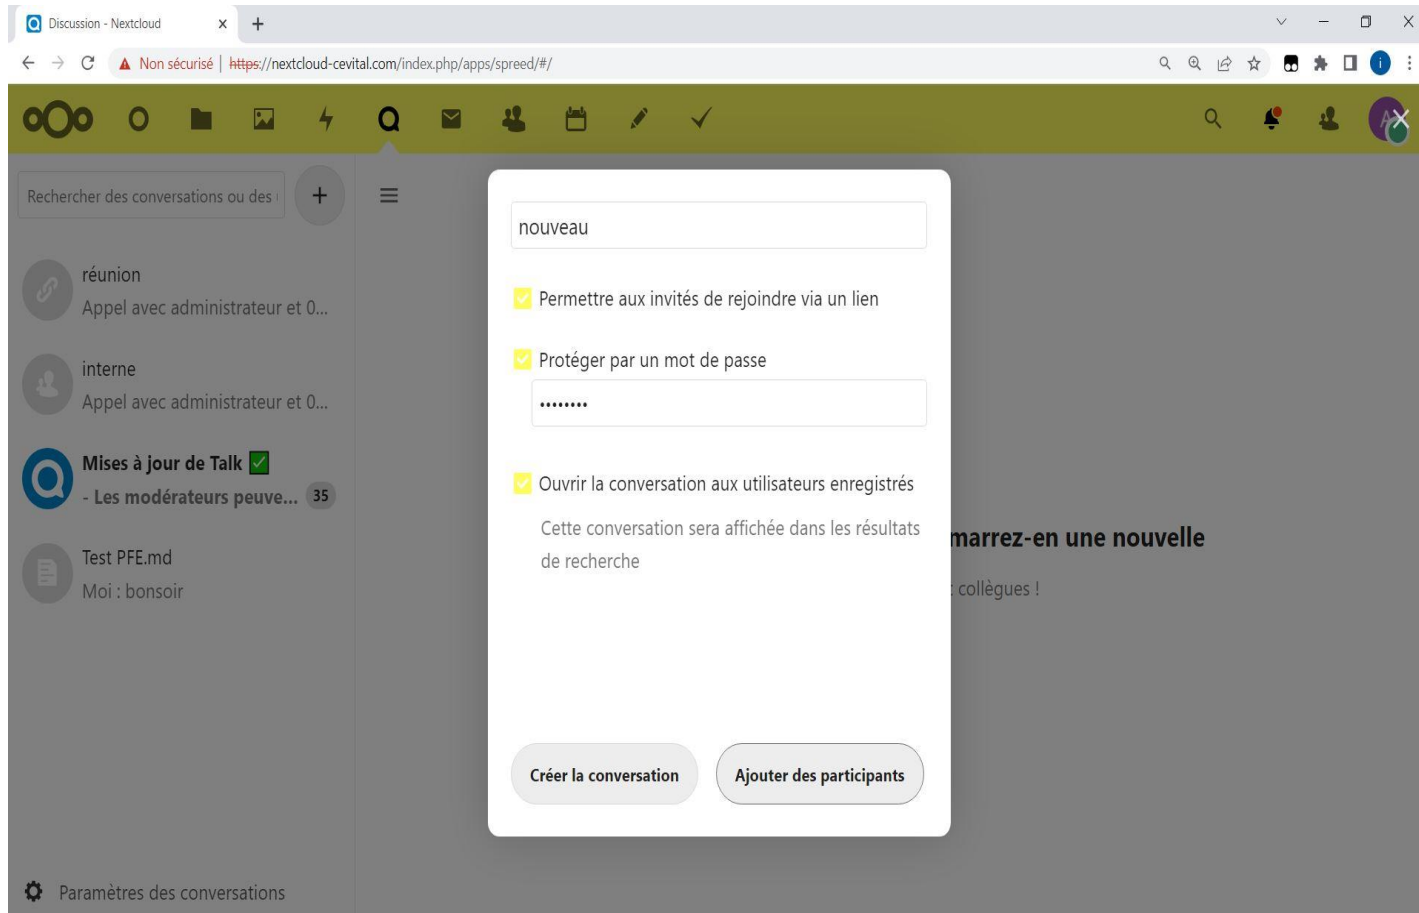 Discussion - Nextcloud
Non sécurisé | https://nextcloud-cevital.com/index.php/apps/spreed/#/
Rechercher des conversations ou des
réunion
Appel avec administrateur et 0...
interne
Appel avec administrateur et 0...
Mises à jour de Talk ✅
- Les modérateurs peuve... 35
Test PFE.md
Moi : bonsoir
Paramètres des conversations
nouveau
Permettre aux invités de rejoindre via un lien
Protéger par un mot de passe
••••••••
Ouvrir la conversation aux utilisateurs enregistrés
Cette conversation sera affichée dans les résultats
de recherche
Créer la conversation
Ajouter des participants
marrez-en une nouvelle
collègues !